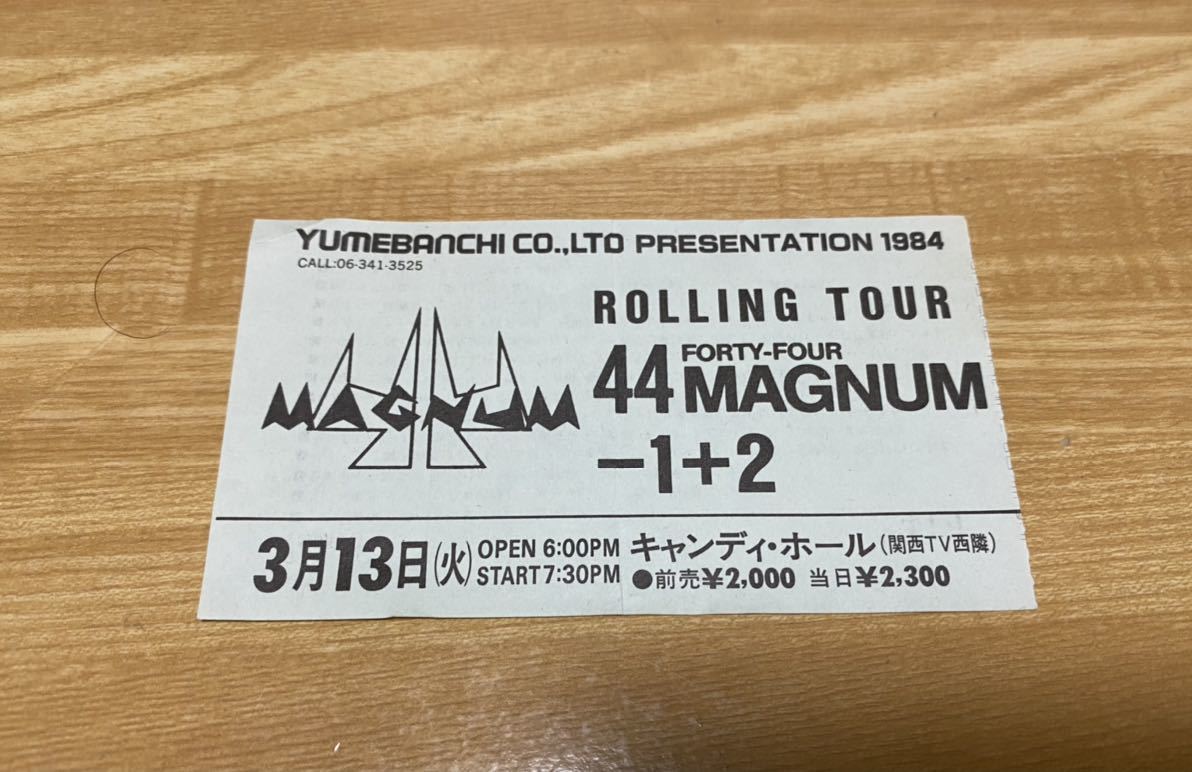 YUMEBANCHI CO.,LTD PRESENTATION 1984
CALL:06-341-3525
MAGNUM
ROLLING TOUR
44 FORTY-FOUR MAGNUM
−1+2
3月13日(火) OPEN 6:00PM START 7:30PM
キャンディ・ホール(関西TV西隣)
●前売¥2,000 当日¥2,300